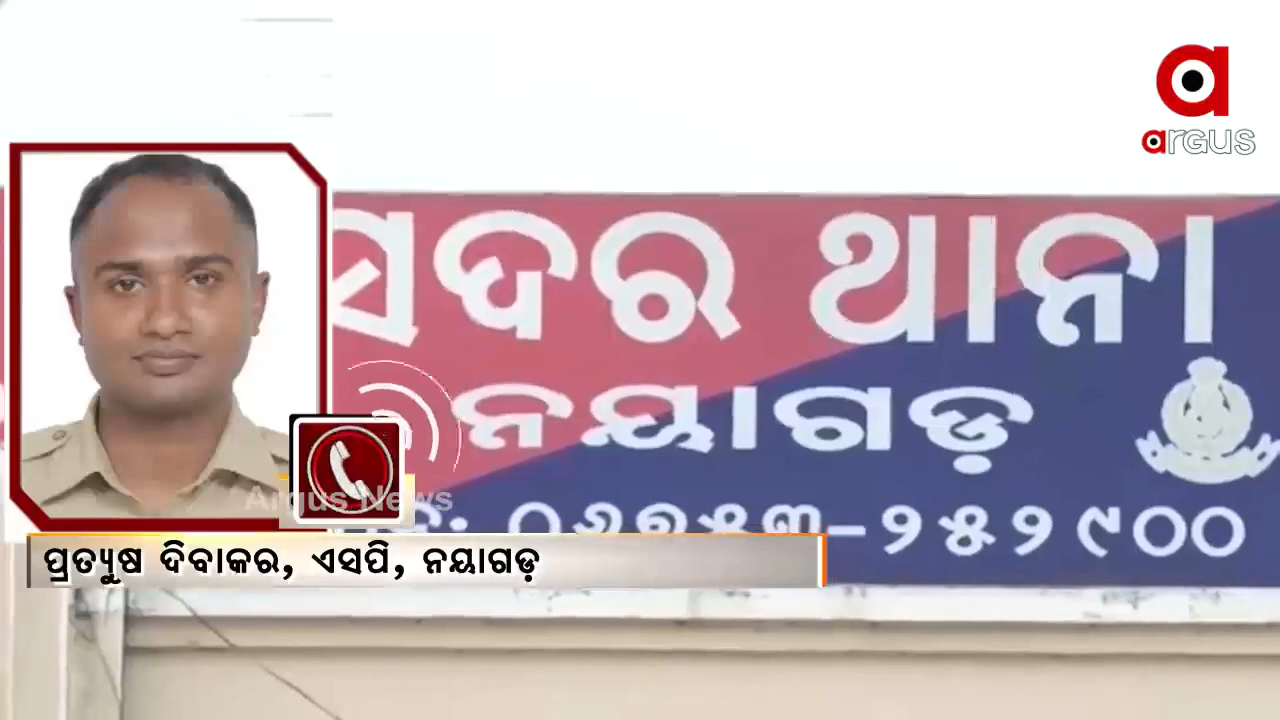 argus
ସଦର ଥାନା
ନୟାଗଡ଼
୦୬୭୫୩-୨୫୨୯୦୦
Argus News
ପ୍ରତ୍ୟୁଷ ଦିବାକର, ଏସପି, ନୟାଗଡ଼